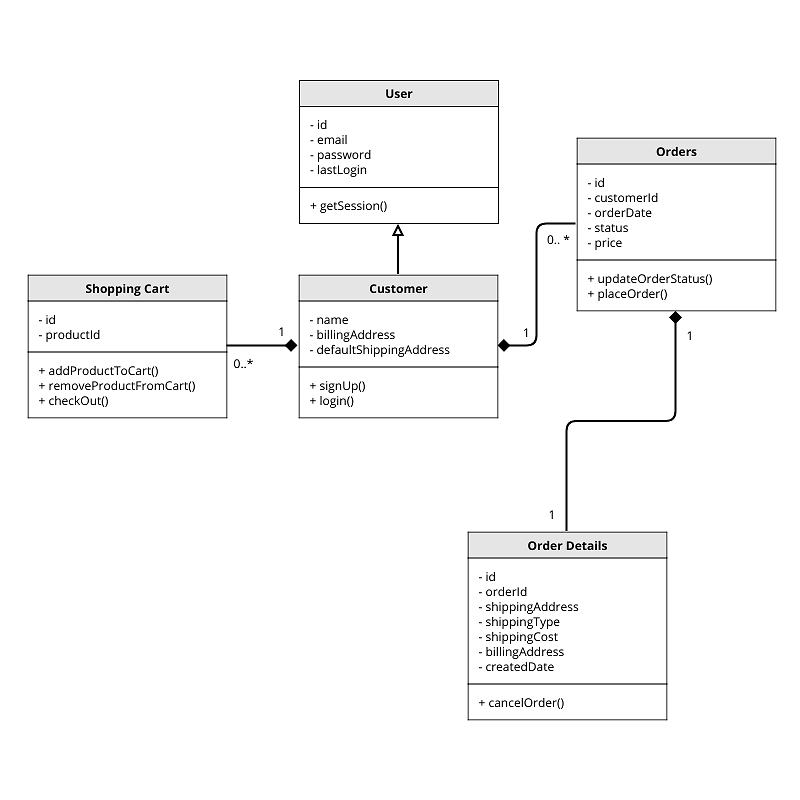 User
- id
- email
- password
- lastLogin
+ getSession()
Orders
- id
- customerId
- orderDate
- status
- price
+ updateOrderStatus()
+ placeOrder()
0.. *
1
1
Shopping Cart
- id
- productId
+ addProductToCart()
+ removeProductFromCart()
+ checkOut()
1
0..*
Customer
- name
- billingAddress
- defaultShippingAddress
+ signUp()
+ login()
1
Order Details
- id
- orderId
- shippingAddress
- shippingType
- shippingCost
- billingAddress
- createdDate
+ cancelOrder()